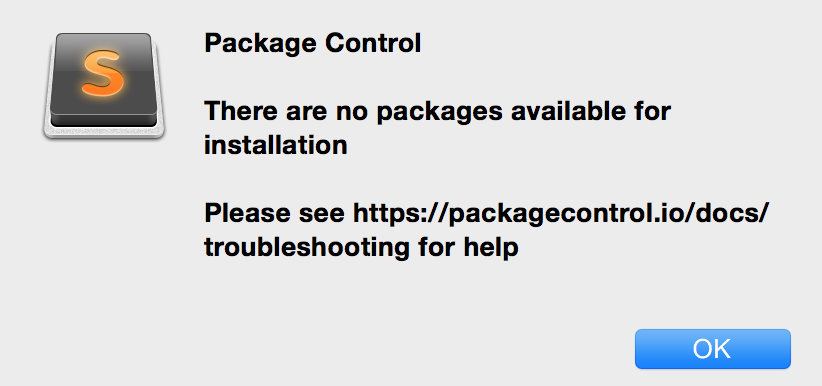 S
Package Control
There are no packages available for
installation
Please see https://packagecontrol.io/docs/
troubleshooting for help
OK